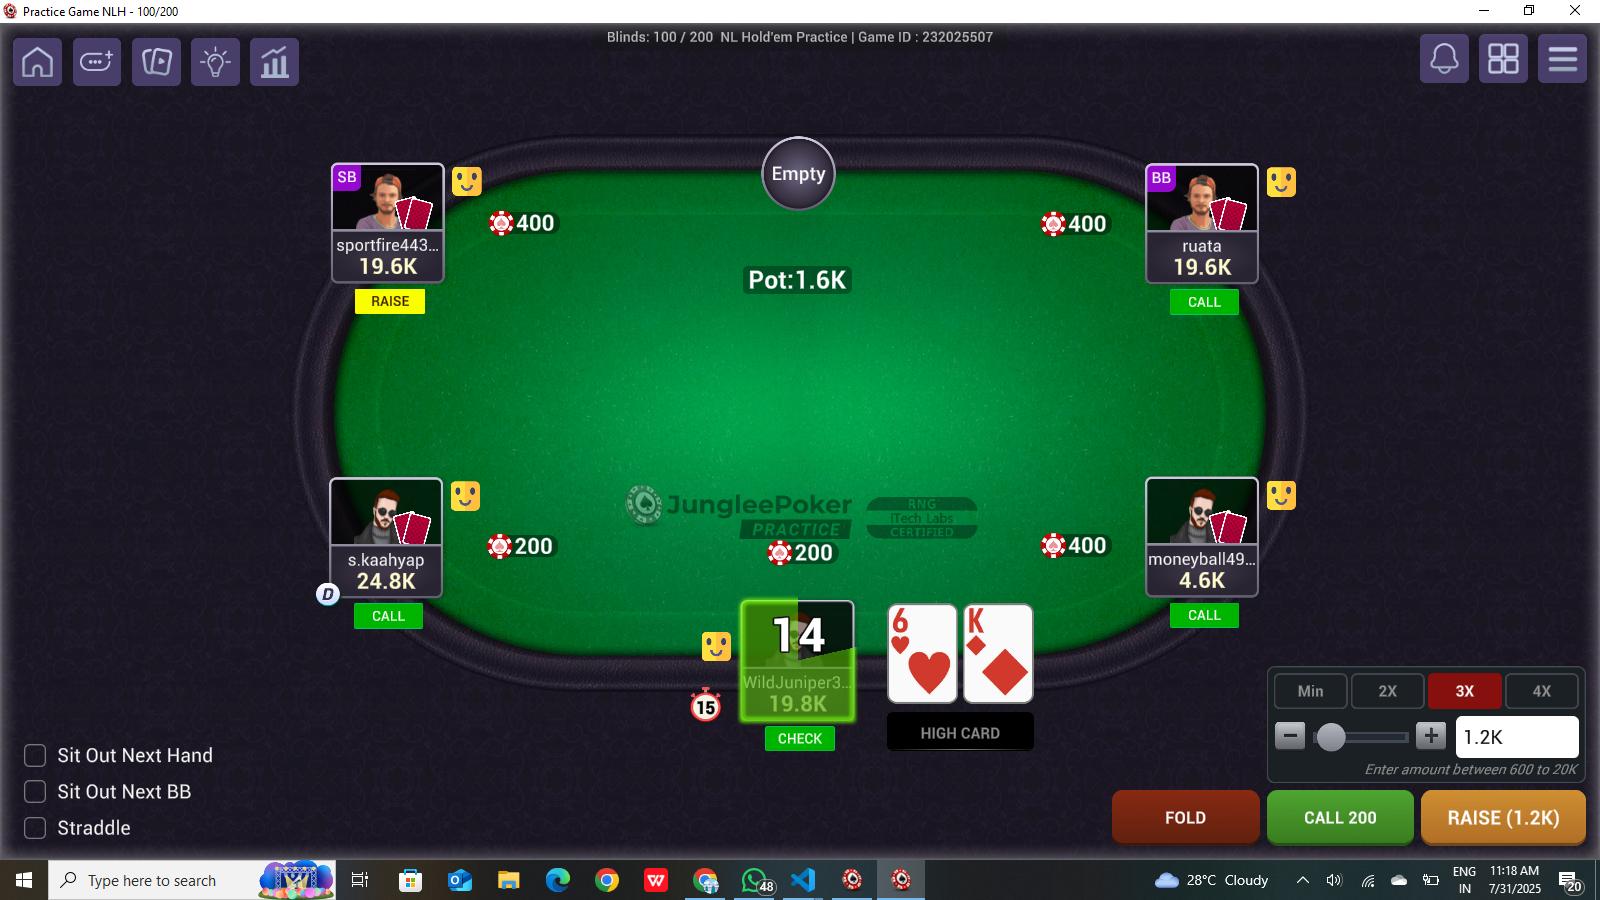 Practice Game NLH - 100/200
Blinds: 100 / 200 NL Hold'em Practice | Game ID : 232025507
SB
sportfire443...
19.6K
RAISE
400
Empty
Pot:1.6K
400
BB
ruata
19.6K
CALL
s.kaahyap
24.8K
D
CALL
200
JungleePoker
PRACTICE
RNG
iTech Labs
CERTIFIED
200
400
moneyball49...
4.6K
CALL
14
WildJuniper3...
19.8K
15
CHECK
6
K
HIGH CARD
Min
2X
3X
4X
1.2K
Enter amount between 600 to 20K
Sit Out Next Hand
Sit Out Next BB
Straddle
FOLD
CALL 200
RAISE (1.2K)
Type here to search
48
28°C Cloudy
ENG
IN
11:18 AM
7/31/2025
20